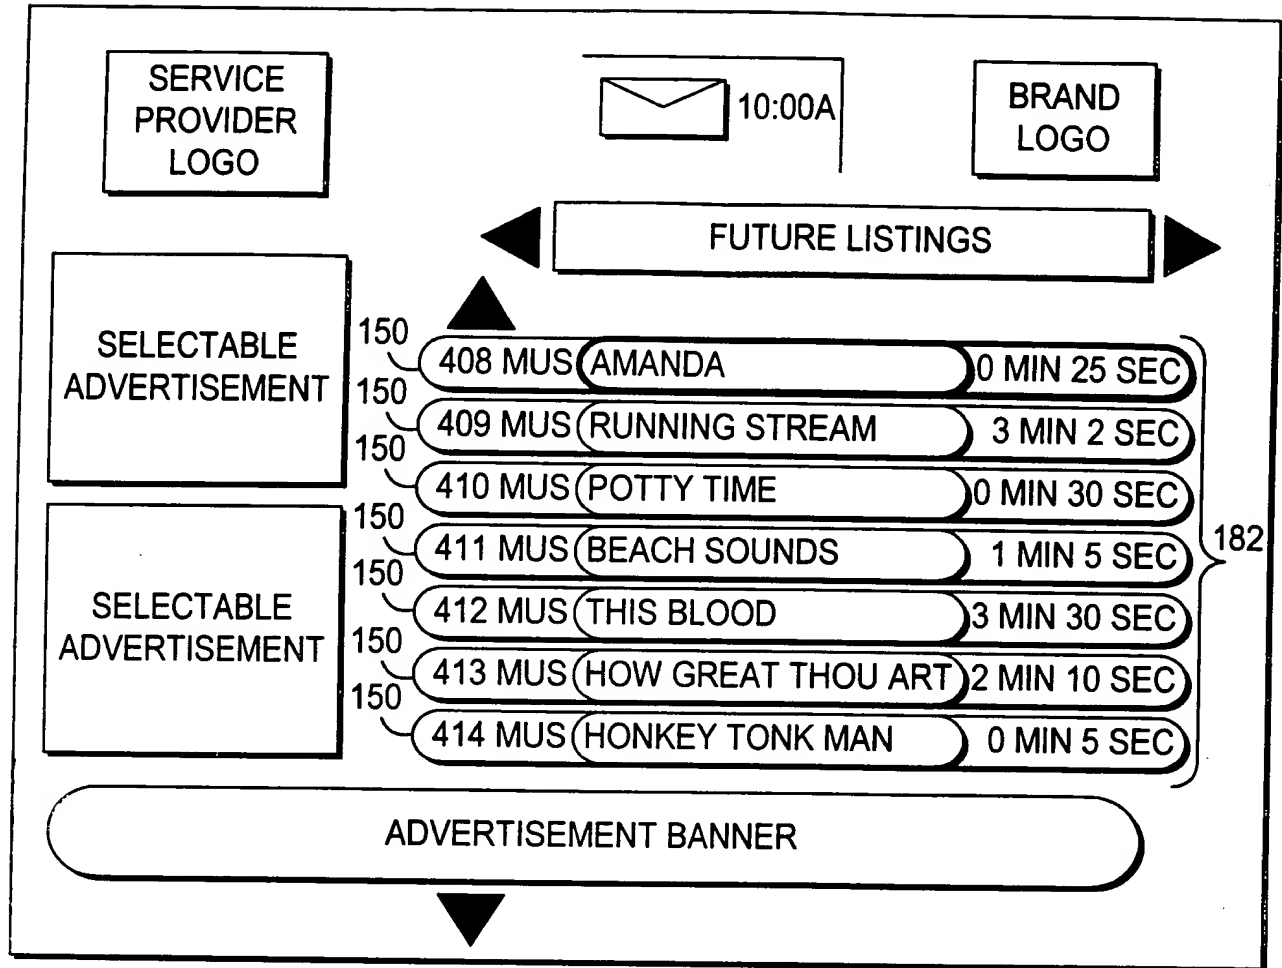 SERVICE
PROVIDER
LOGO
10:00A
BRAND
LOGO
FUTURE LISTINGS
SELECTABLE
ADVERTISEMENT
SELECTABLE
ADVERTISEMENT
150 408 MUS AMANDA 0 MIN 25 SEC
150 409 MUS RUNNING STREAM 3 MIN 2 SEC
150 410 MUS POTTY TIME 0 MIN 30 SEC
150 411 MUS BEACH SOUNDS 1 MIN 5 SEC
150 412 MUS THIS BLOOD 3 MIN 30 SEC
150 413 MUS HOW GREAT THOU ART 2 MIN 10 SEC
150 414 MUS HONKEY TONK MAN 0 MIN 5 SEC
182
ADVERTISEMENT BANNER